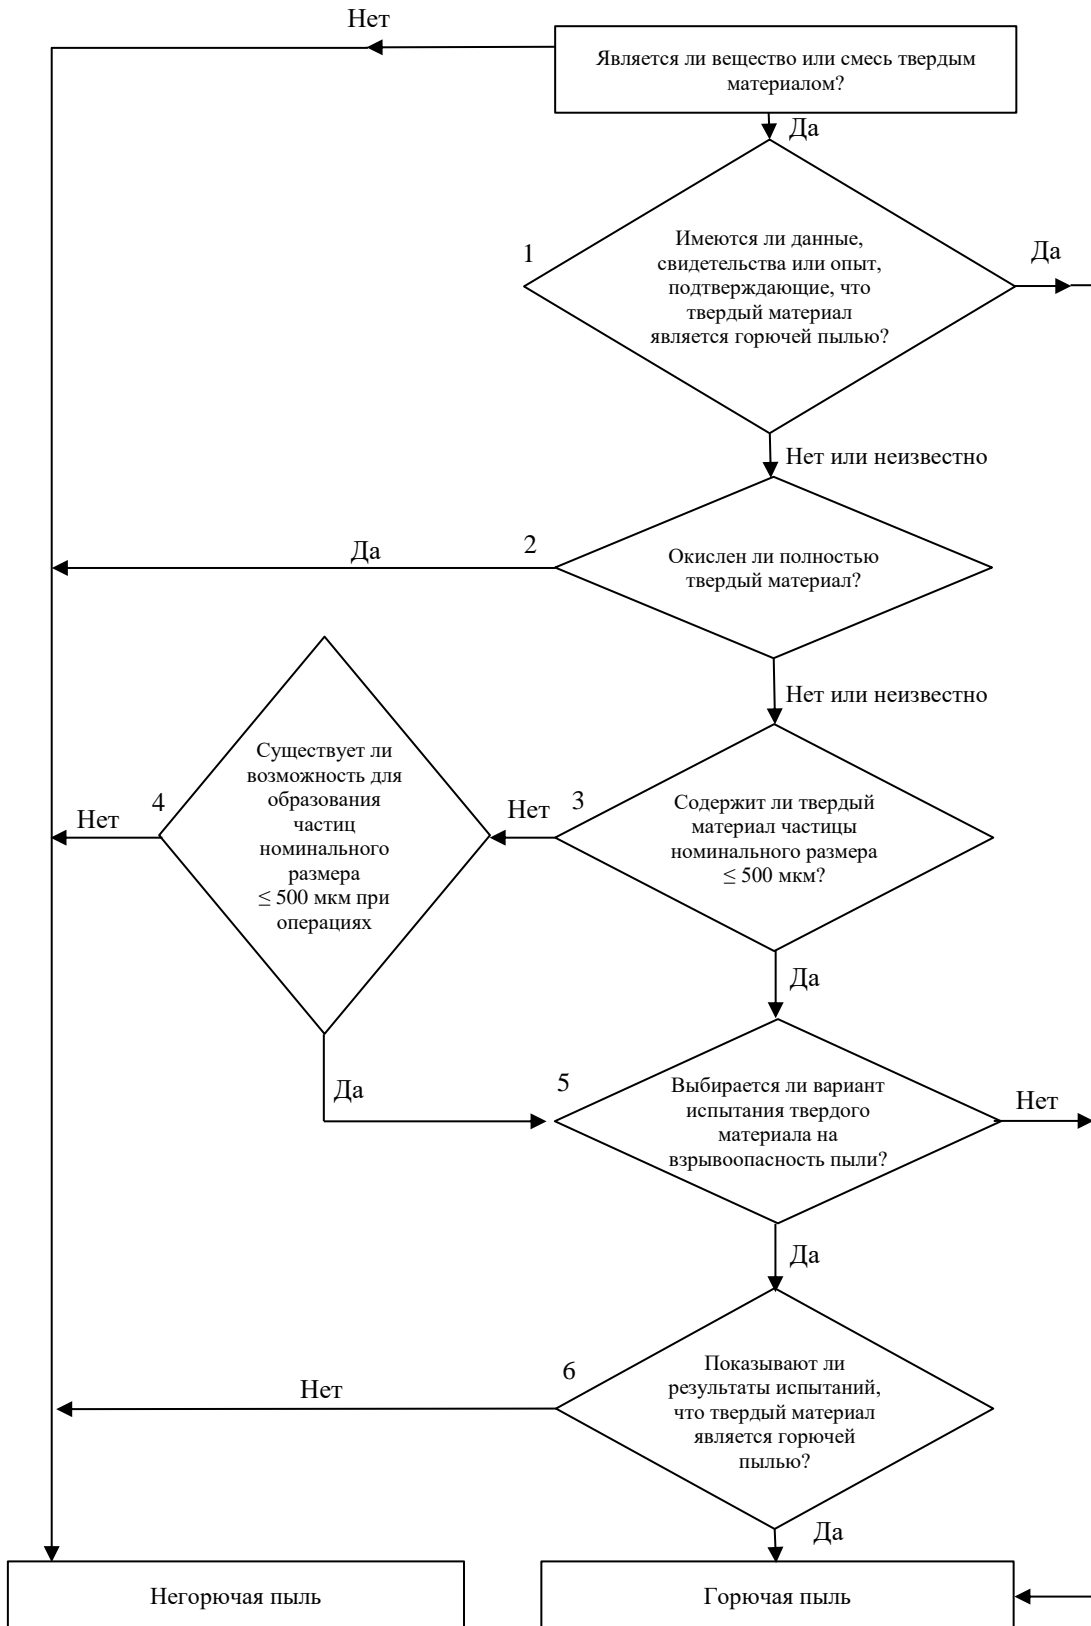 Нет
Является ли вещество или смесь твердым
материалом?
Да
1
Имеются ли данные,
свидетельства или опыт,
подтверждающие, что
твердый материал
является горючей пылью?
Да
Нет или неизвестно
2
Да
Окислен ли полностью
твердый материал?
Нет или неизвестно
Существует ли
возможность для
образования
частиц
номинального
размера
≤ 500 мкм при
операциях
4
Нет
Нет
3
Содержит ли твердый
материал частицы
номинального размера
≤ 500 мкм?
Да
Да
5
Выбирается ли вариант
испытания твердого
материала на
взрывоопасность пыли?
Нет
Да
6
Нет
Показывают ли
результаты испытаний,
что твердый материал
является горючей
пылью?
Да
Негорючая пыль
Горючая пыль